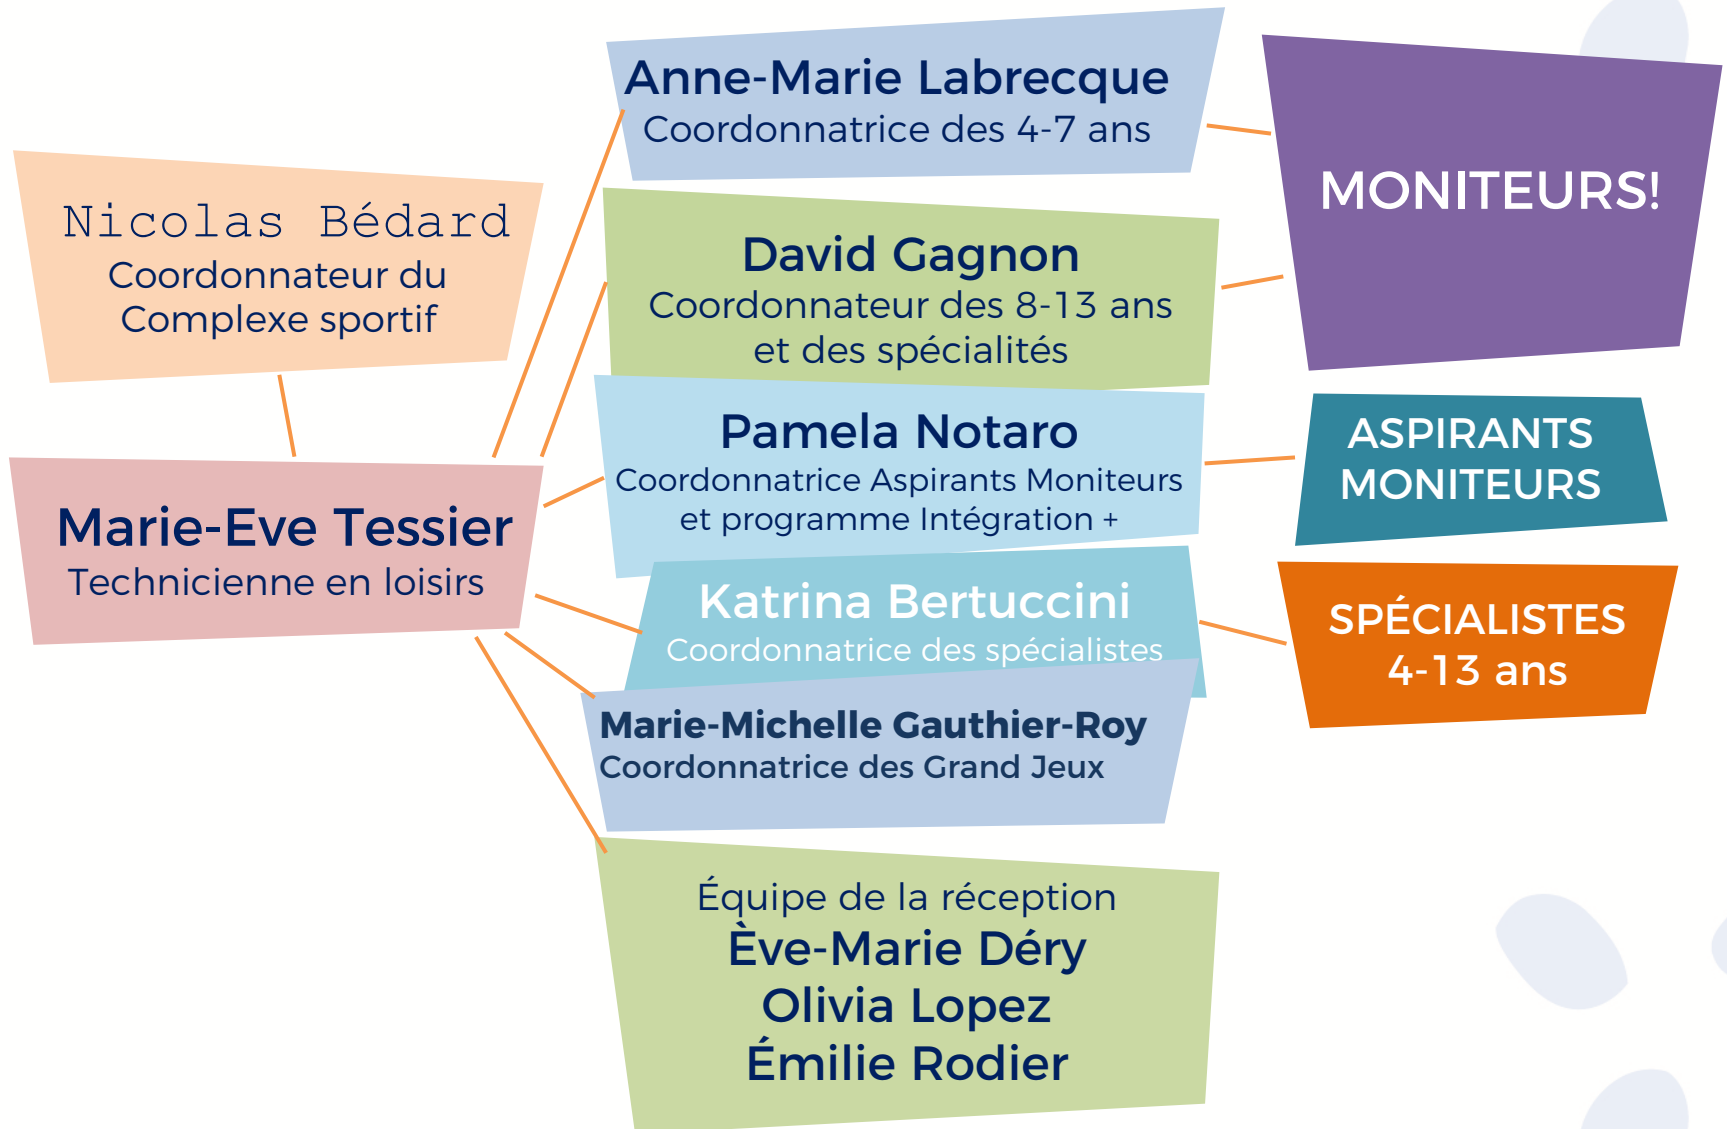 Nicolas Bédard
Coordonnateur du
Complexe sportif
Marie-Eve Tessier
Technicienne en loisirs
Anne-Marie Labrecque
Coordonnatrice des 4-7 ans
David Gagnon
Coordonnateur des 8-13 ans
et des spécialités
Pamela Notaro
Coordonnatrice Aspirants Moniteurs
et programme Intégration +
Katrina Bertuccini
Coordonnatrice des spécialistes
Marie-Michelle Gauthier-Roy
Coordonnatrice des Grand Jeux
Équipe de la réception
Ève-Marie Déry
Olivia Lopez
Émilie Rodier
MONITEURS!
ASPIRANTS
MONITEURS
SPÉCIALISTES
4-13 ans